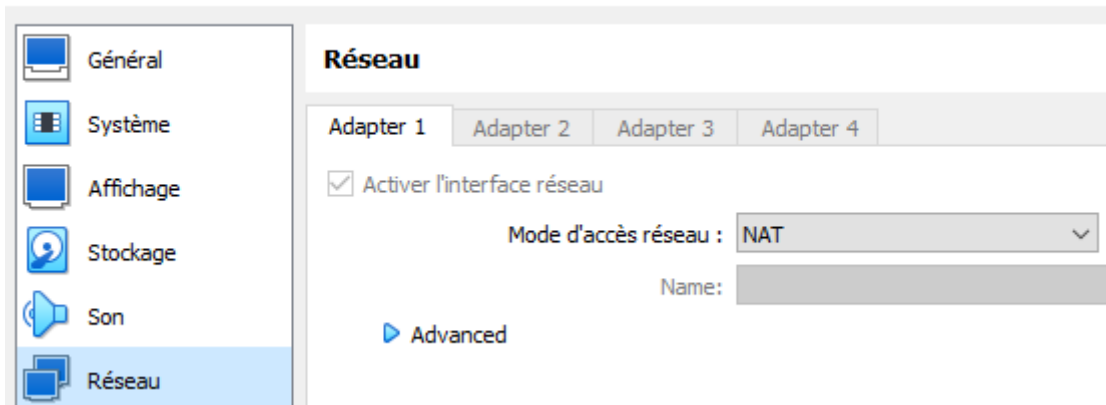 Général
Système
Affichage
Stockage
Son
Réseau
Réseau
Adapter 1 Adapter 2 Adapter 3 Adapter 4
Activer l'interface réseau
Mode d'accès réseau : NAT
Name:
Advanced